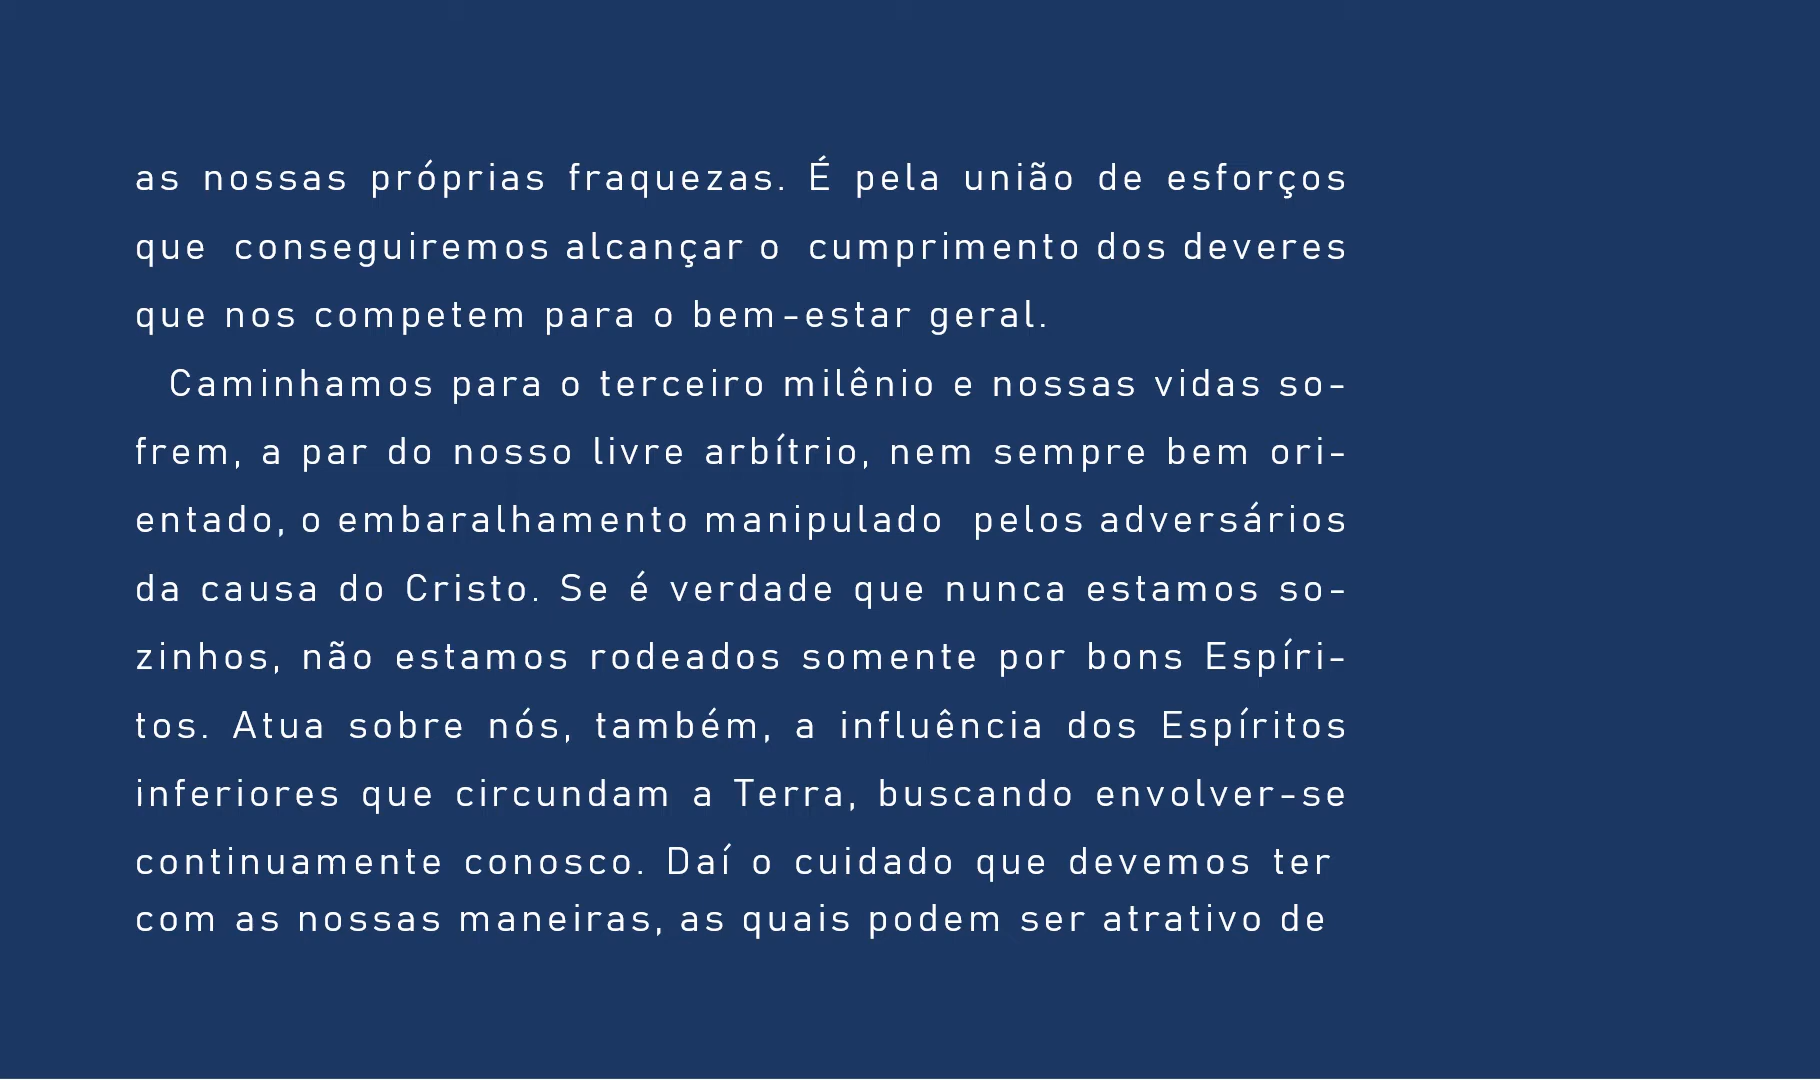 as nossas próprias fraquezas. É pela união de esforços
que conseguiremos alcançar o cumprimento dos deveres
que nos competem para o bem-estar geral.
Caminhamos para o terceiro milênio e nossas vidas so-
frem, a par do nosso livre arbítrio, nem sempre bem ori-
entado, o embaralhamento manipulado pelos adversários
da causa do Cristo. Se é verdade que nunca estamos so-
zinhos, não estamos rodeados somente por bons Espíri-
tos. Atua sobre nós, também, a influência dos Espíritos
inferiores que circundam a Terra, buscando envolver-se
continuamente conosco. Daí o cuidado que devemos ter
com as nossas maneiras, as quais podem ser atrativo de